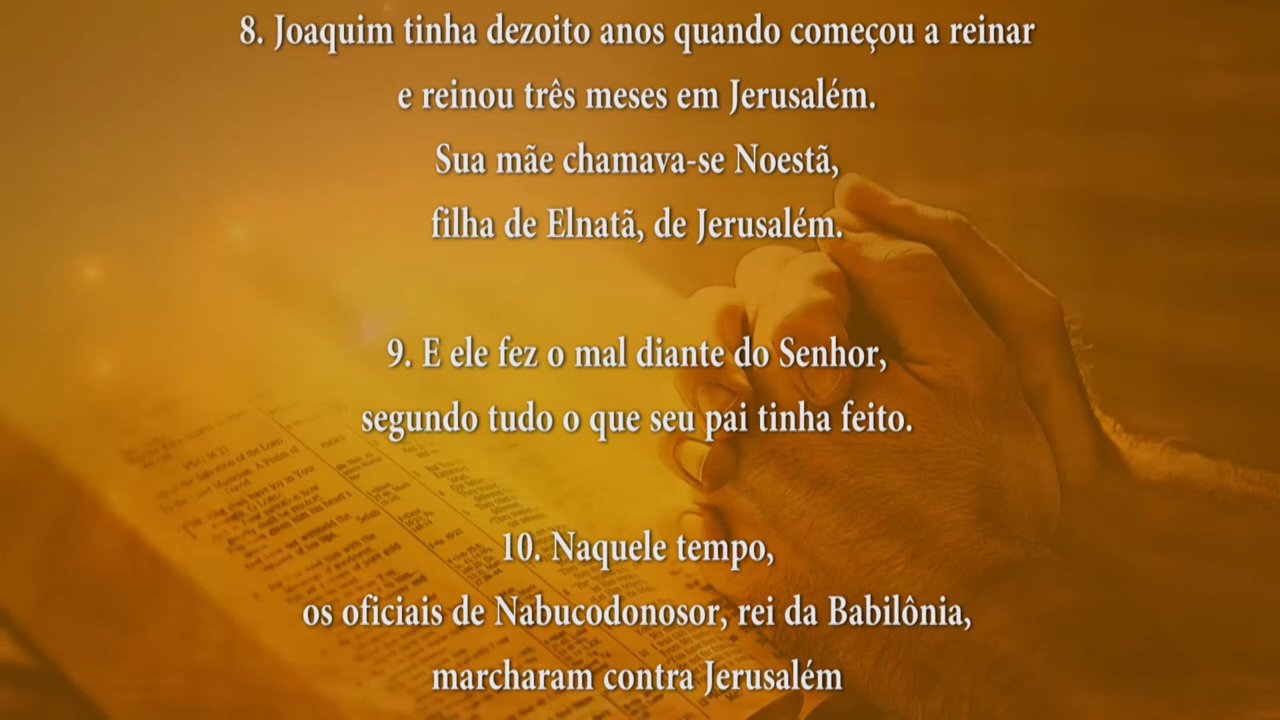 8. Joaquim tinha dezoito anos quando começou a reinar
e reinou três meses em Jerusalém.
Sua mãe chamava-se Noestã,
filha de Elnatã, de Jerusalém.
9. E ele fez o mal diante do Senhor,
segundo tudo o que seu pai tinha feito.
10. Naquele tempo,
os oficiais de Nabucodonosor, rei da Babilônia,
marcharam contra Jerusalém